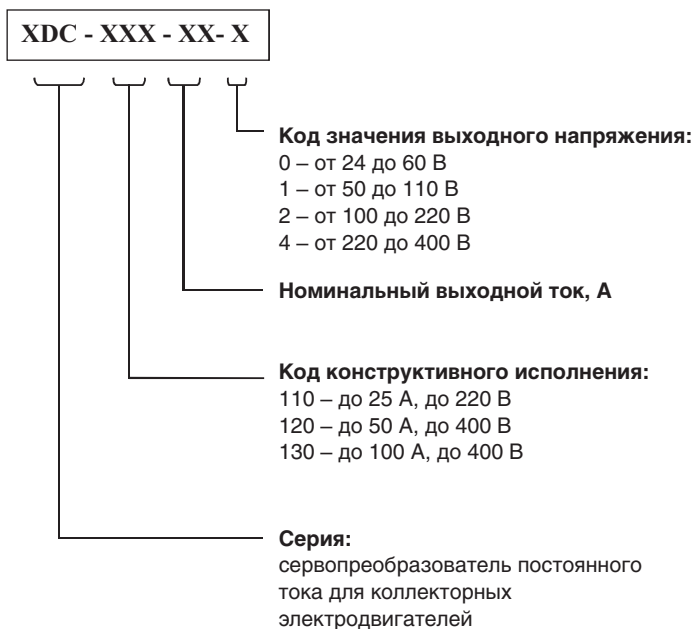 XDC - XXX - XX- X
Код значения выходного напряжения:
0 – от 24 до 60 В
1 – от 50 до 110 В
2 – от 100 до 220 В
4 – от 220 до 400 В
Номинальный выходной ток, А
Код конструктивного исполнения:
110 – до 25 А, до 220 В
120 – до 50 А, до 400 В
130 – до 100 А, до 400 В
Серия:
сервопреобразователь постоянного
тока для коллекторных
электродвигателей